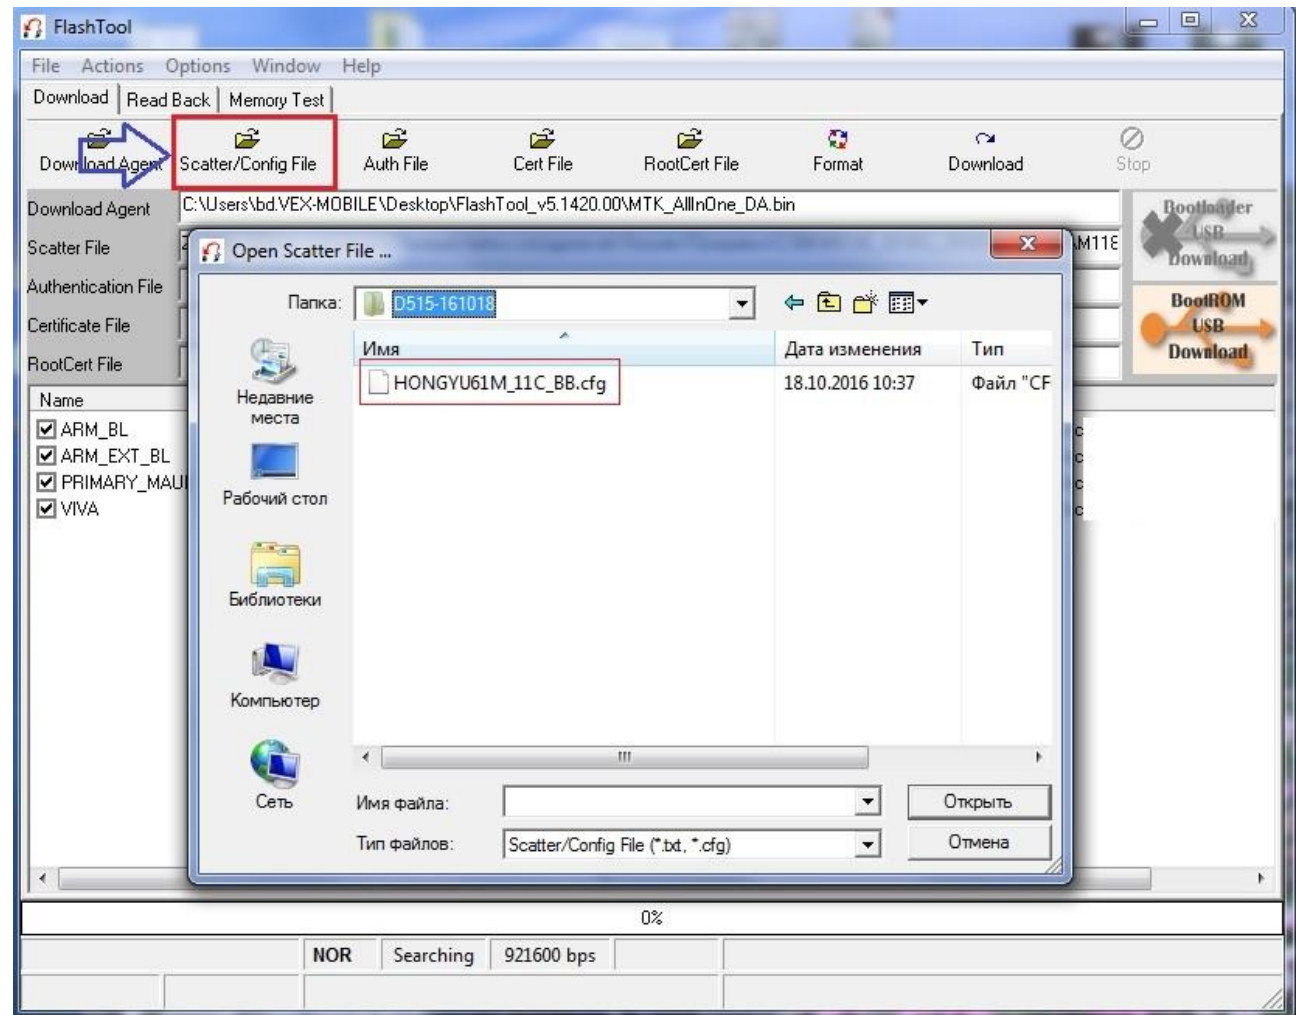 FlashTool
File Actions Options Window Help
Download Read Back Memory Test
Download Agent Scatter/Config File Auth File Cert File RootCert File Format Download Stop
Download Agent C:\Users\bd.VEX-MOBILE\Desktop\FlashTool_v5.1420.00\MTK_AllInOne_DA.bin
Bootloader
USB
Download
Scatter File
Authentication File
Certificate File
RootCert File
BootROM
USB
Download
Name
ARM_BL
ARM_EXT_BL
PRIMARY_MAUI
VIVA
Open Scatter File ...
Папка: D515-161018
Имя Дата изменения Тип
HONGYU61M_11C_BB.cfg 18.10.2016 10:37 Файл "CF
Недавние
места
Рабочий стол
Библиотеки
Компьютер
Сеть
Имя файла: Открыть
Тип файлов: Scatter/Config File (*.txt, *.cfg) Отмена
0%
NOR Searching 921600 bps